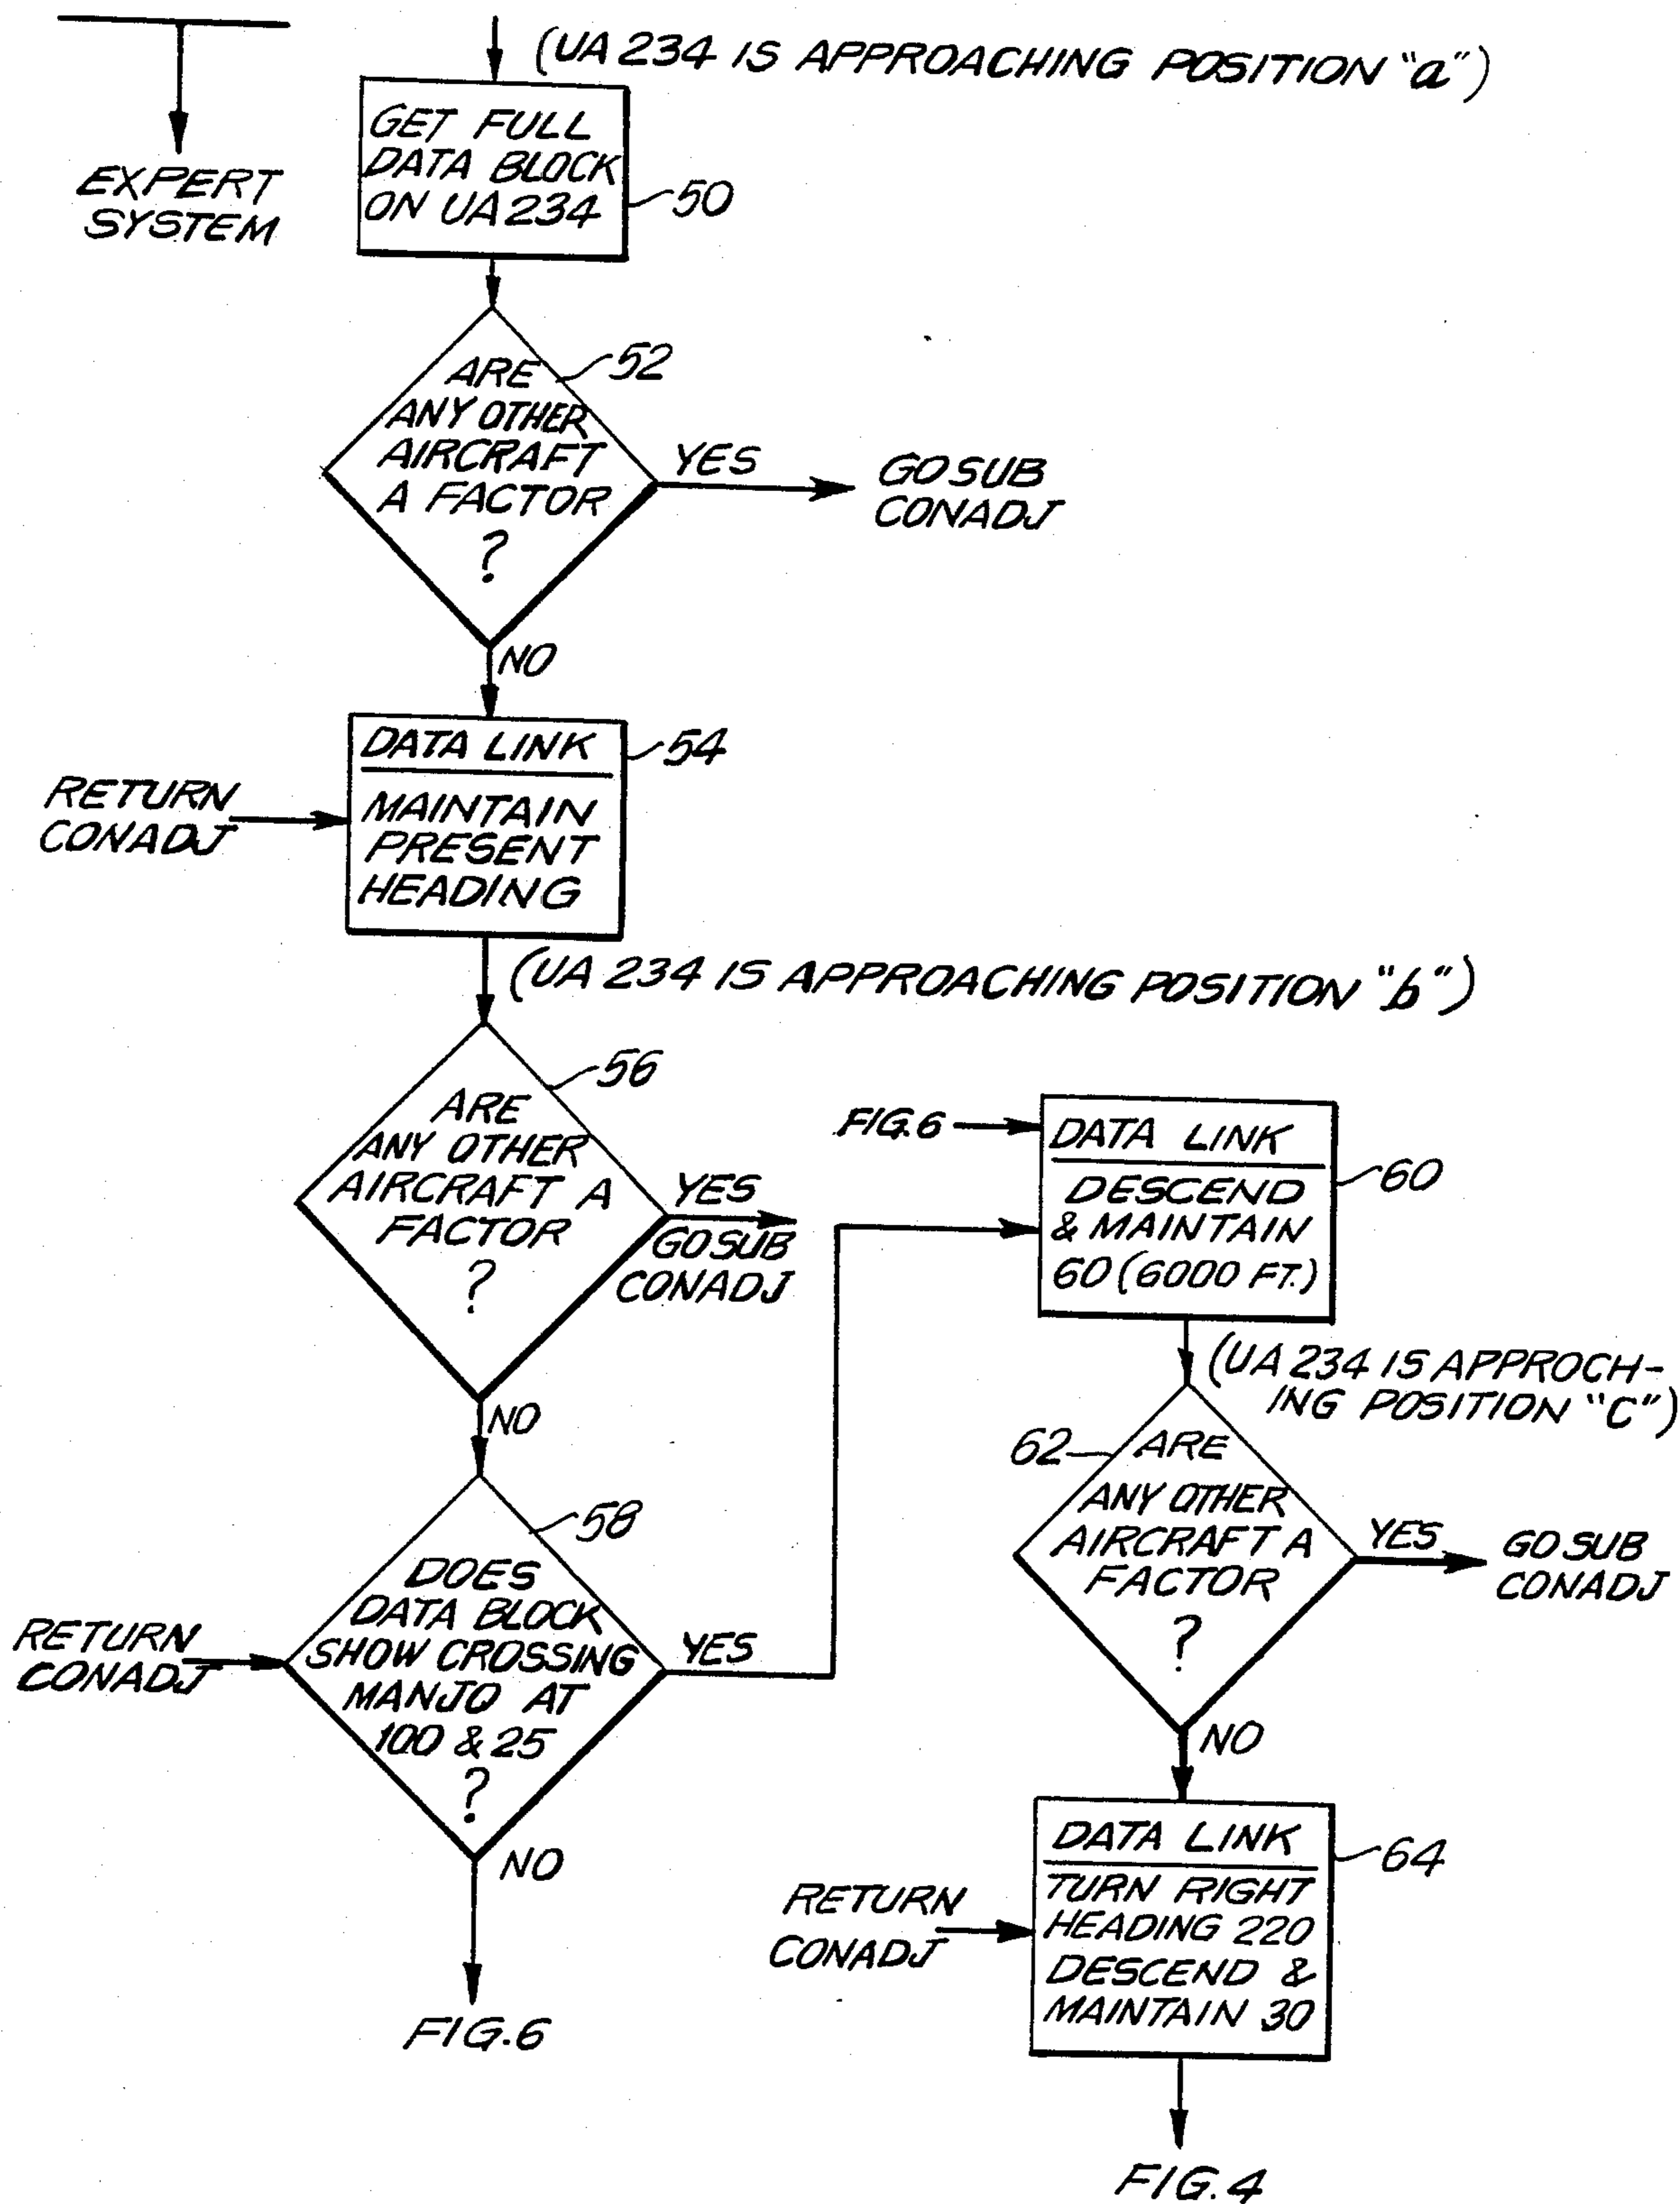 (UA 234 IS APPROACHING POSITION "a")
EXPERT
SYSTEM
GET FULL
DATA BLOCK
ON UA 234
50
ARE
ANY OTHER
AIRCRAFT
A FACTOR
?
52
YES
GO SUB
CONADJ
NO
DATA LINK
MAINTAIN
PRESENT
HEADING
54
RETURN
CONADJ
(UA 234 IS APPROACHING POSITION "b")
ARE
ANY OTHER
AIRCRAFT A
FACTOR
?
56
YES
GO SUB
CONADJ
NO
DOES
DATA BLOCK
SHOW CROSSING
MANJO AT
100 & 25
?
58
RETURN
CONADJ
YES
NO
FIG.6
FIG.6
DATA LINK
DESCEND
& MAINTAIN
60 (6000 FT.)
60
(UA 234 IS APPROCH-
ING POSITION "C")
62
ARE
ANY OTHER
AIRCRAFT A
FACTOR
?
YES
GO SUB
CONADJ
NO
DATA LINK
TURN RIGHT
HEADING 220
DESCEND &
MAINTAIN 30
64
RETURN
CONADJ
FIG.4